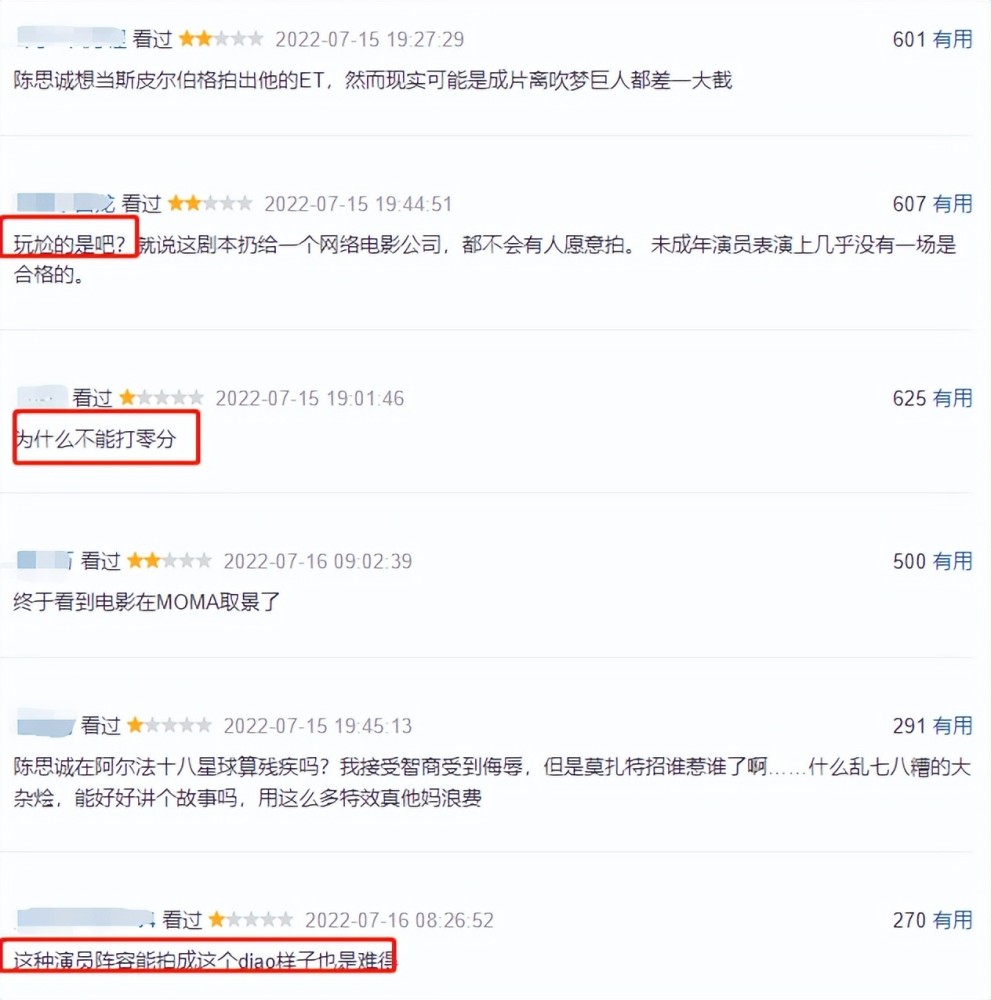 看过 2022-07-15 19:27:29 601 有用
陈思诚想当斯皮尔伯格拍出他的ET，然而现实可能是成片离吹梦巨人都差一大截
看过 2022-07-15 19:44:51 607 有用
玩尬的是吧？就说这剧本扔给一个网络电影公司，都不会有人愿意拍。 未成年演员表演上几乎没有一场是
合格的。
看过 2022-07-15 19:01:46 625 有用
为什么不能打零分
看过 2022-07-16 09:02:39 500 有用
终于看到电影在MOMA取景了
看过 2022-07-15 19:45:13 291 有用
陈思诚在阿尔法十八星球算残疾吗？我接受智商受到侮辱，但是莫扎特招谁惹谁了啊……什么乱七八糟的大
杂烩，能好好讲个故事吗，用这么多特效真他妈浪费
看过 2022-07-16 08:26:52 270 有用
这种演员阵容能拍成这个diao样子也是难得